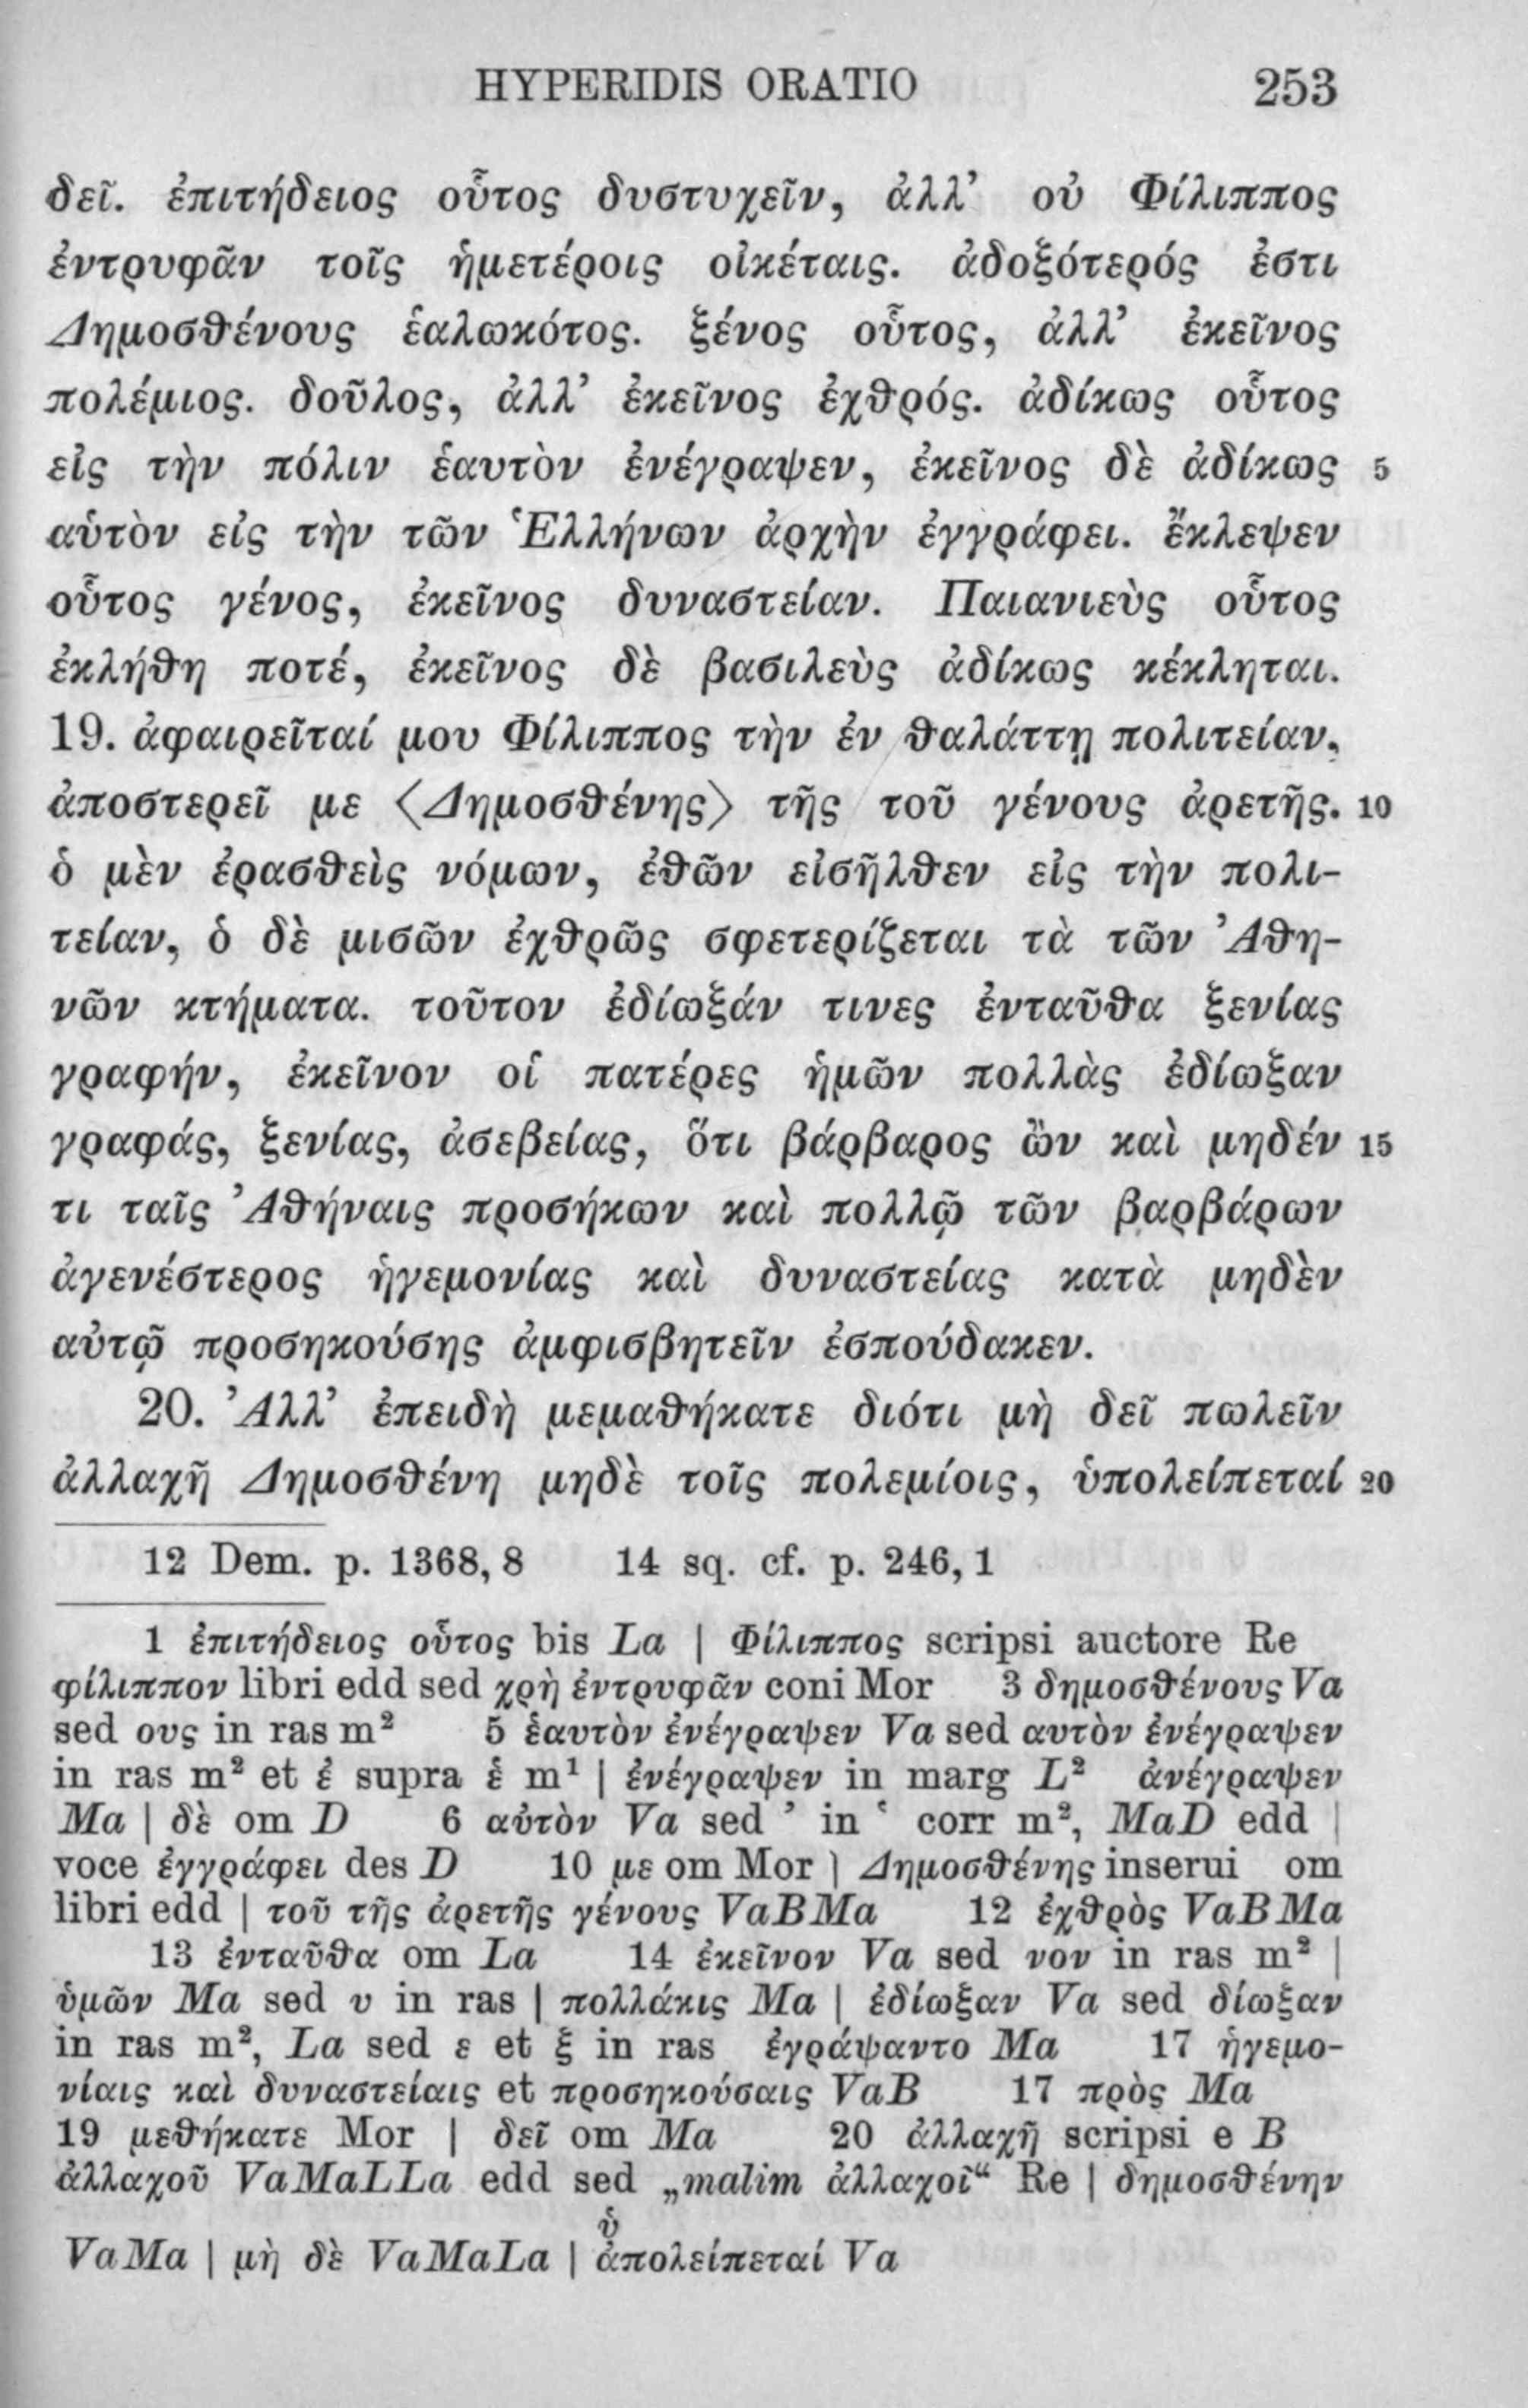 HYPERIDIS ORATIO 253
δεῖ. ἐπιτήδειος οὗτος δυστυχεῖν, ἀλλ’ οὐ Φίλιππος
ἐντρυφᾶν τοῖς ἡμετέροις οἰκέταις. ἀδοξότερός ἐστι
Δημοσθένους ἑαλωκότος. ξένος οὗτος, ἀλλ’ ἐκεῖνος
πολέμιος. δοῦλος, ἀλλ’ ἐκεῖνος ἐχθρός. ἀδίκως οὗτος
εἰς τὴν πόλιν ἑαυτὸν ἐνέγραψεν, ἐκεῖνος δὲ ἀδίκως 5
αὑτὸν εἰς τὴν τῶν Ἑλλήνων ἀρχὴν ἐγγράφει. ἔκλεψεν
οὗτος γένος, ἐκεῖνος δυναστείαν. Παιανιεὺς οὗτος
ἐκλήθη ποτέ, ἐκεῖνος δὲ βασιλεὺς ἀδίκως κέκληται.
19. ἀφαιρεῖταί μου Φίλιππος τὴν ἐν θαλάττῃ πολιτείαν,
ἀποστερεῖ με ⟨Δημοσθένης⟩ τῆς τοῦ γένους ἀρετῆς. 10
ὁ μὲν ἐρασθεὶς νόμων, ἐθῶν εἰσῆλθεν εἰς τὴν πολι-
τείαν, ὁ δὲ μισῶν ἐχθρῶς σφετερίζεται τὰ τῶν Ἀθη-
νῶν κτήματα. τοῦτον ἐδίωξάν τινες ἐνταῦθα ξενίας
γραφήν, ἐκεῖνον οἱ πατέρες ἡμῶν πολλὰς ἐδίωξαν
γραφάς, ξενίας, ἀσεβείας, ὅτι βάρβαρος ὢν καὶ μηδέν 15
τι ταῖς Ἀθήναις προσήκων καὶ πολλῷ τῶν βαρβάρων
ἀγενέστερος ἡγεμονίας καὶ δυναστείας κατὰ μηδὲν
αὐτῷ προσηκούσης ἀμφισβητεῖν ἐσπούδακεν.
20. Ἀλλ’ ἐπειδὴ μεμαθήκατε διότι μὴ δεῖ πωλεῖν
ἀλλαχῆ Δημοσθένη μηδὲ τοῖς πολεμίοις, ὑπολείπεταί 20
12 Dem. p. 1368, 8 14 sq. cf. p. 246, 1
1 ἐπιτήδειος οὗτος bis La | Φίλιππος scripsi auctore Re
φίλιππον libri edd sed χρὴ ἐντρυφᾶν coni Mor 3 δημοσθένους Va
sed ους in ras m² 5 ἑαυτὸν ἐνέγραψεν Va sed αυτὸν ἐνέγραψεν
in ras m² et ἐ supra ἑ m¹ | ἐνέγραψεν in marg L² ἀνέγραψεν
Ma | δὲ om D 6 αὐτὸν Va sed ’ in ‘ corr m², MaD edd |
voce ἐγγράφει des D 10 με om Mor | Δημοσθένης inserui om
libri edd | τοῦ τῆς ἀρετῆς γένους VaBMa 12 ἐχθρὸς VaBMa
13 ἐνταῦθα om La 14 ἐκεῖνον Va sed νον in ras m² |
ὑμῶν Ma sed υ in ras | πολλάκις Ma | ἐδίωξαν Va sed δίωξαν
in ras m², La sed ε et ξ in ras ἐγράψαντο Ma 17 ἡγεμο-
νίαις καὶ δυναστείαις et προσηκούσαις VaB 17 πρὸς Ma
19 μεθήκατε Mor | δεῖ om Ma 20 ἀλλαχῆ scripsi e B
ἀλλαχοῦ VaMaLLa edd sed „malim ἀλλαχοῖ“ Re | δημοσθένην
ὑ
VaMa | μὴ δὲ VaMaLa | ἀπολείπεταί Va